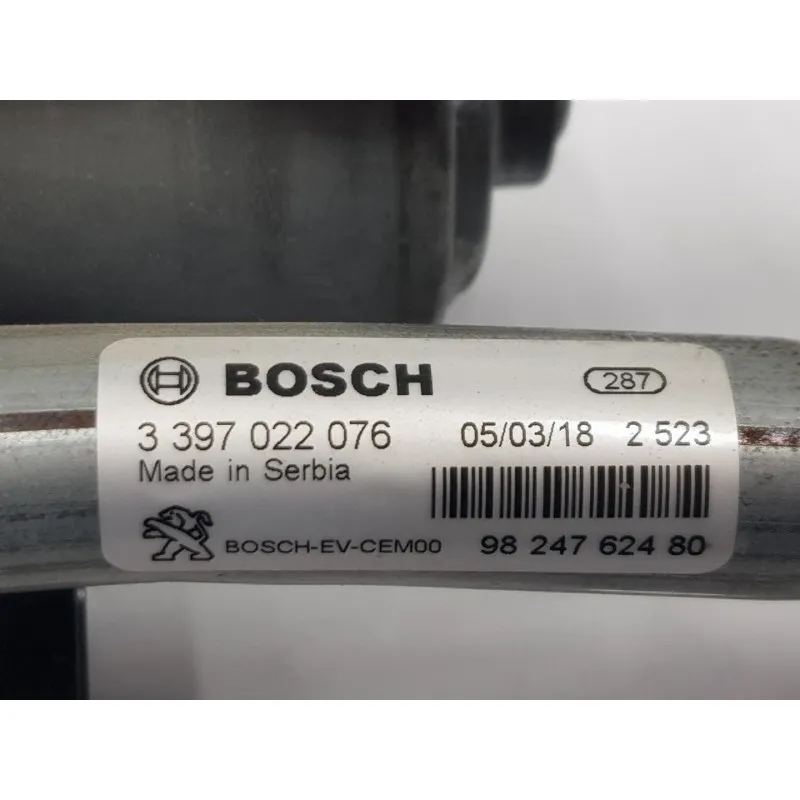 BOSCH 287
3 397 022 076 05/03/18 2 523
Made in Serbia
BOSCH-EV-CEM00 98 247 624 80